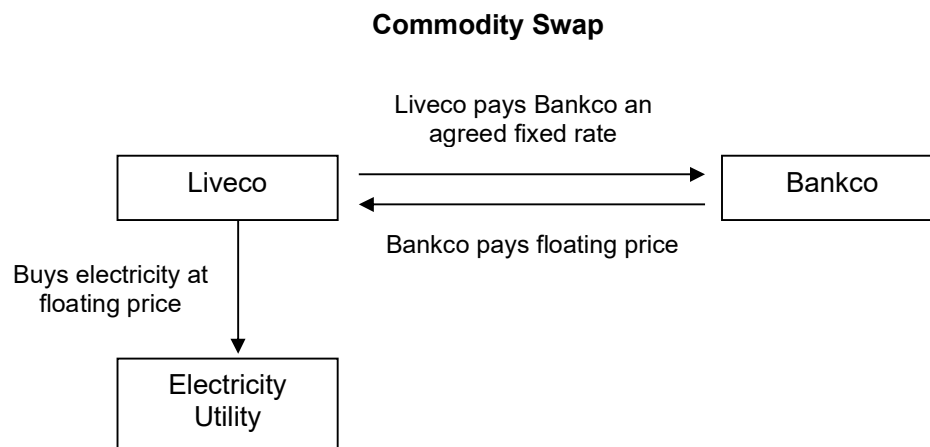 Commodity Swap
Liveco pays Bankco an
agreed fixed rate
Liveco
Bankco
Bankco pays floating price
Buys electricity at
floating price
Electricity
Utility